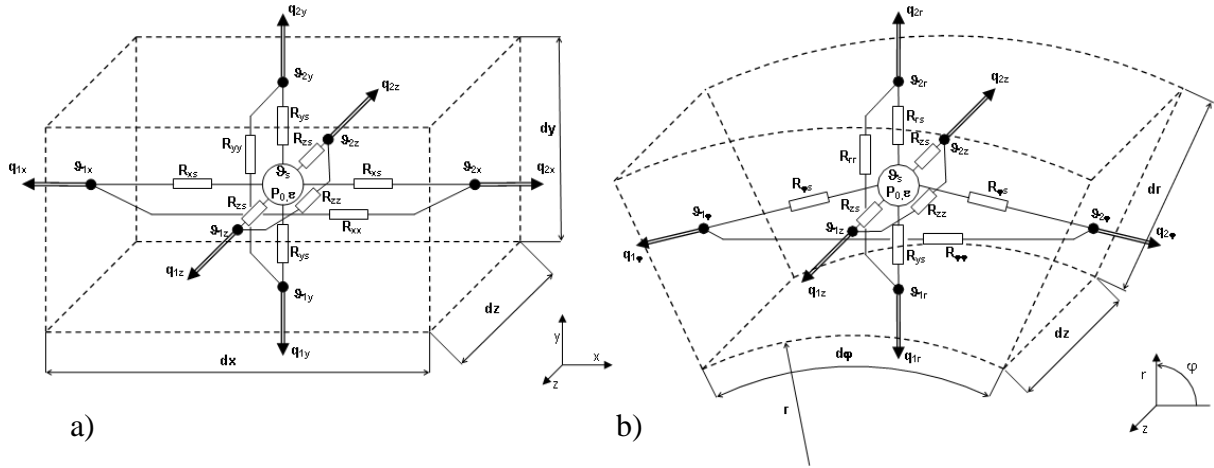 q2y
ϑ2y
q2z
Rys
Rzs
ϑ2z
Ryy
dy
q1x
ϑ1x
Rxs
ϑs
Rxs
ϑ2x
q2x
P0,ε
Rzs
Rzz
Rxx
ϑ1z
Rys
q1z
ϑ1y
dz
q1y
dx
y
x
z
a)
q2r
ϑ2r
q2z
Rrs
Rzs
ϑ2z
Rrr
dr
ϑs
P0,ε
Rφs
Rφs
Rzs
Rzz
ϑ1φ
ϑ2φ
q1φ
ϑ1z
q2φ
Rys
Rφφ
q1z
ϑ1r
dz
q1r
dφ
r
r
φ
z
b)